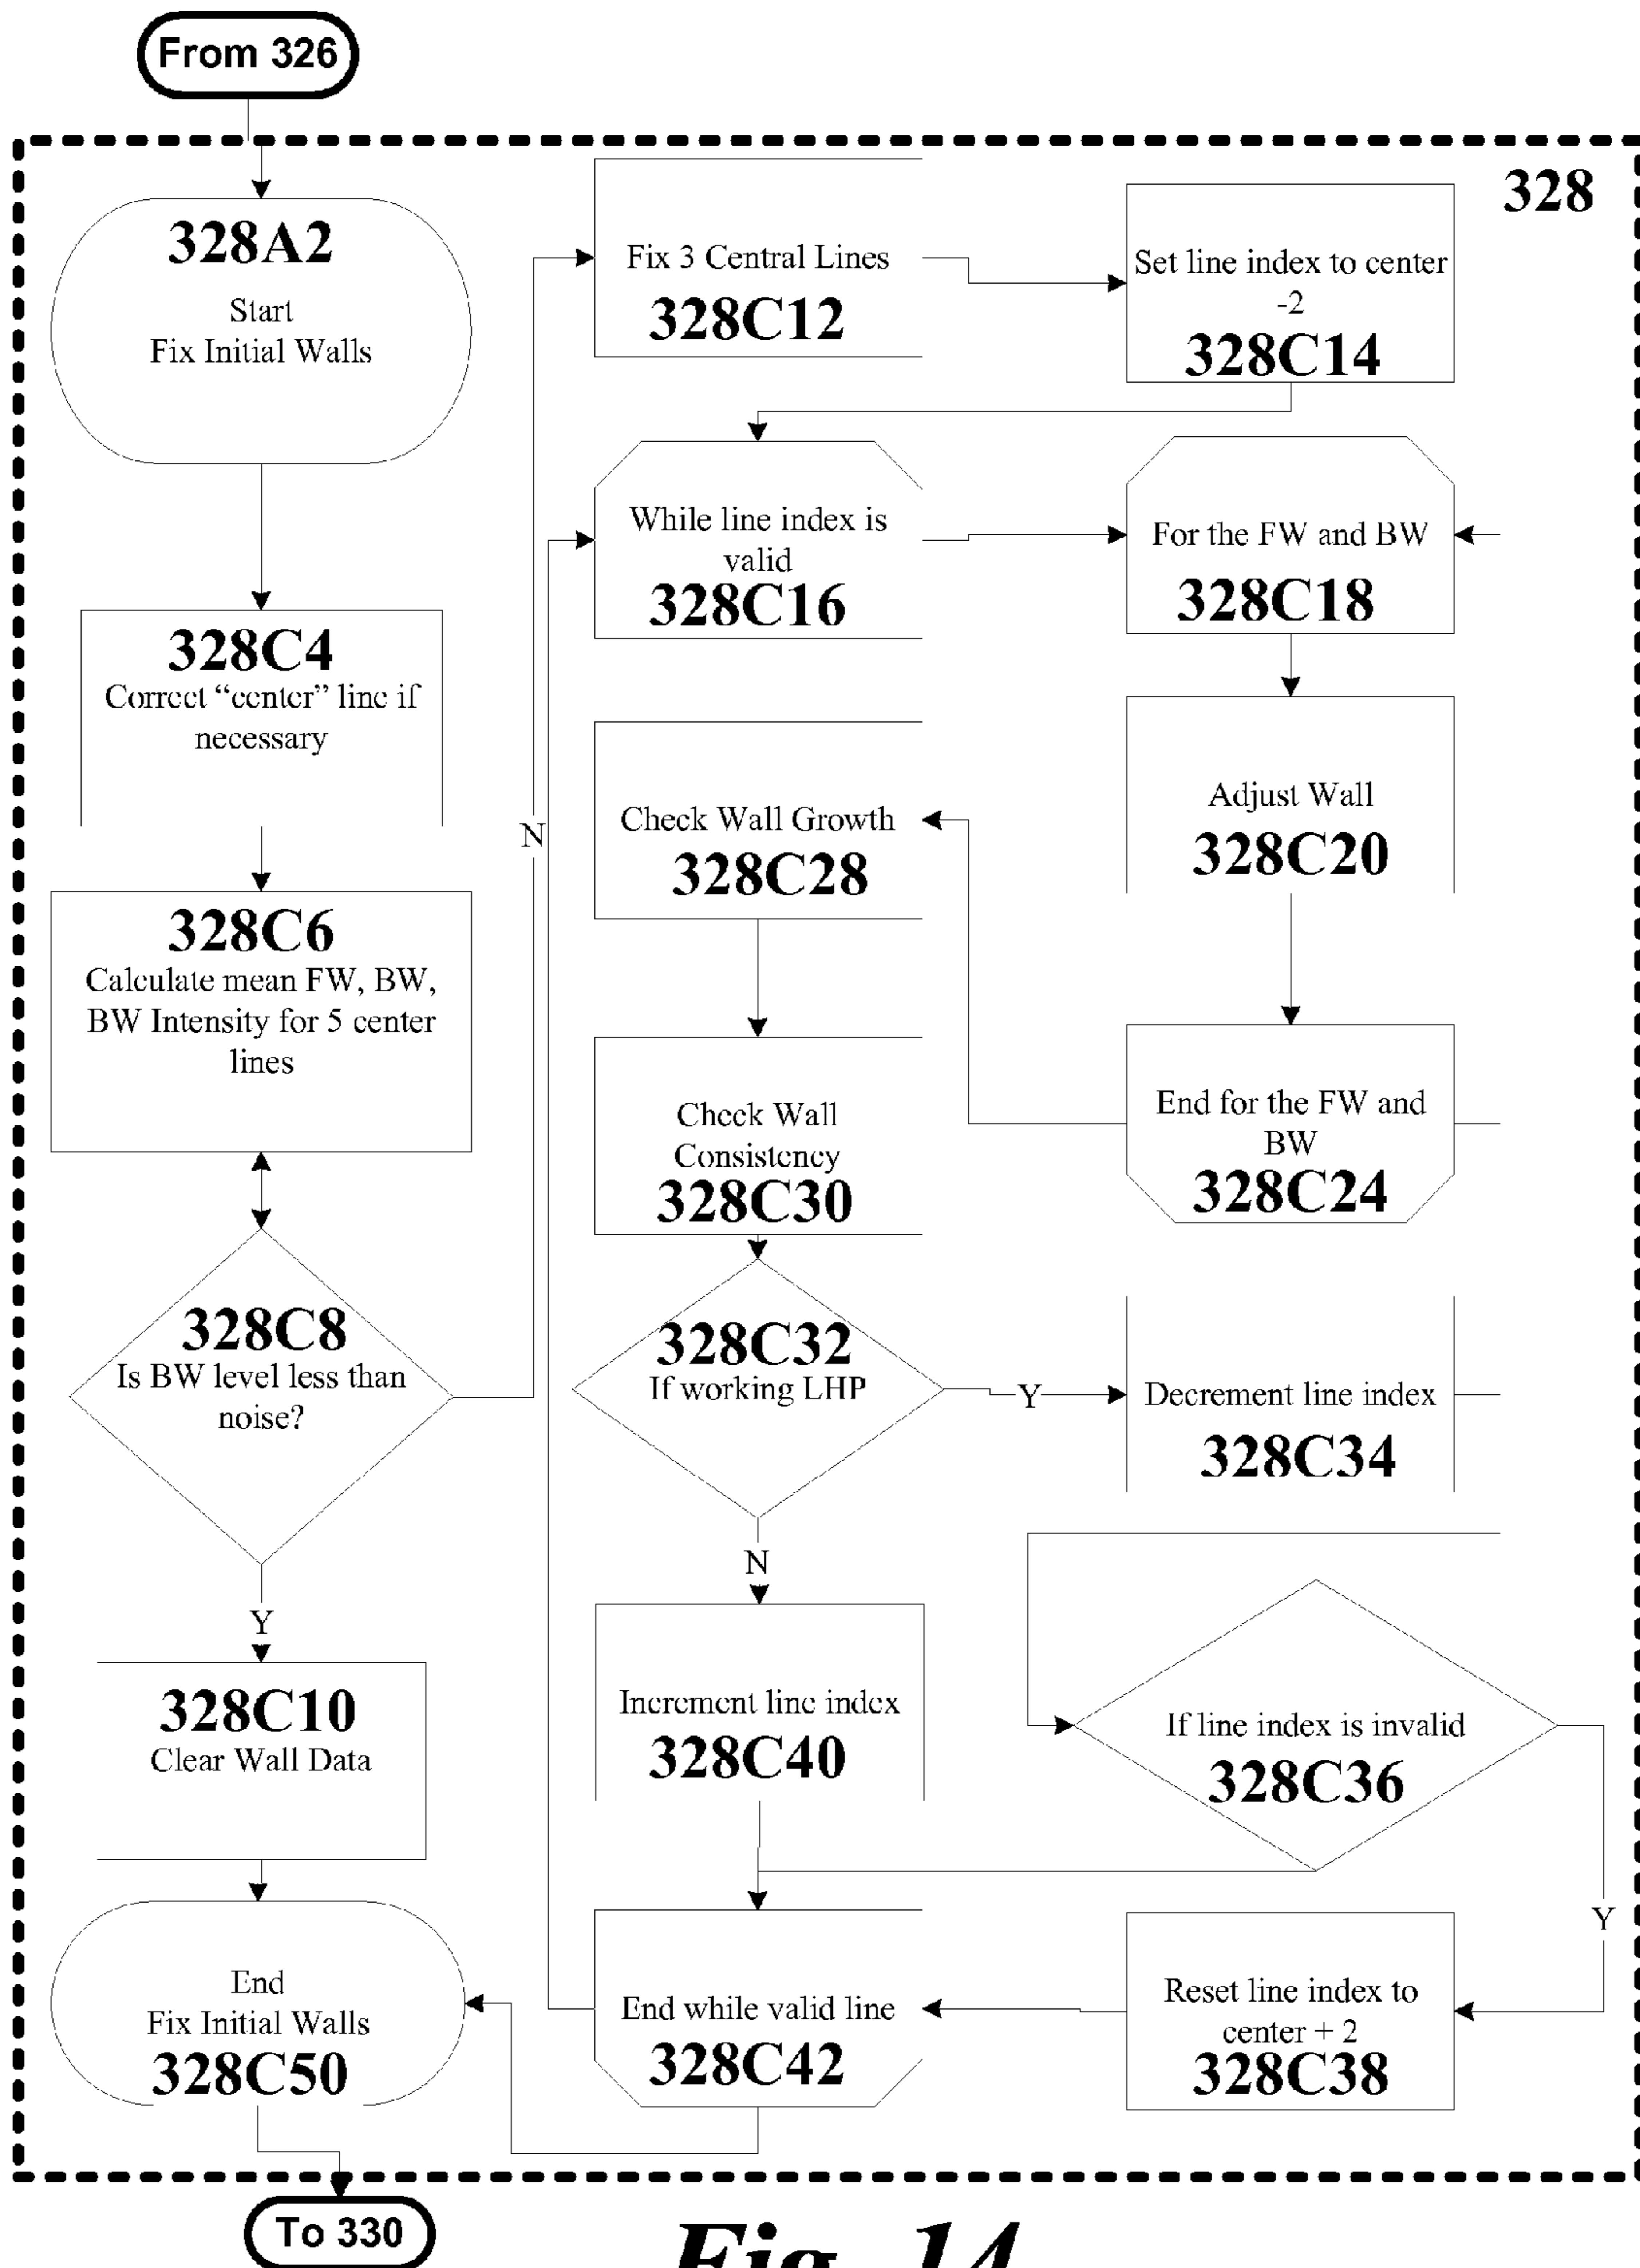 From 326
328
328A2
Start
Fix Initial Walls
328C4
Correct “center” line if
necessary
328C6
Calculate mean FW, BW,
BW Intensity for 5 center
lines
328C8
Is BW level less than
noise?
N
Y
328C10
Clear Wall Data
End
Fix Initial Walls
328C50
To 330
Fix 3 Central Lines
328C12
Set line index to center
-2
328C14
While line index is
valid
328C16
For the FW and BW
328C18
Adjust Wall
328C20
End for the FW and
BW
328C24
Check Wall Growth
328C28
Check Wall
Consistency
328C30
328C32
If working LHP
Y
Decrement line index
328C34
N
Increment line index
328C40
If line index is invalid
328C36
Y
Reset line index to
center + 2
328C38
End while valid line
328C42
Fig. 14